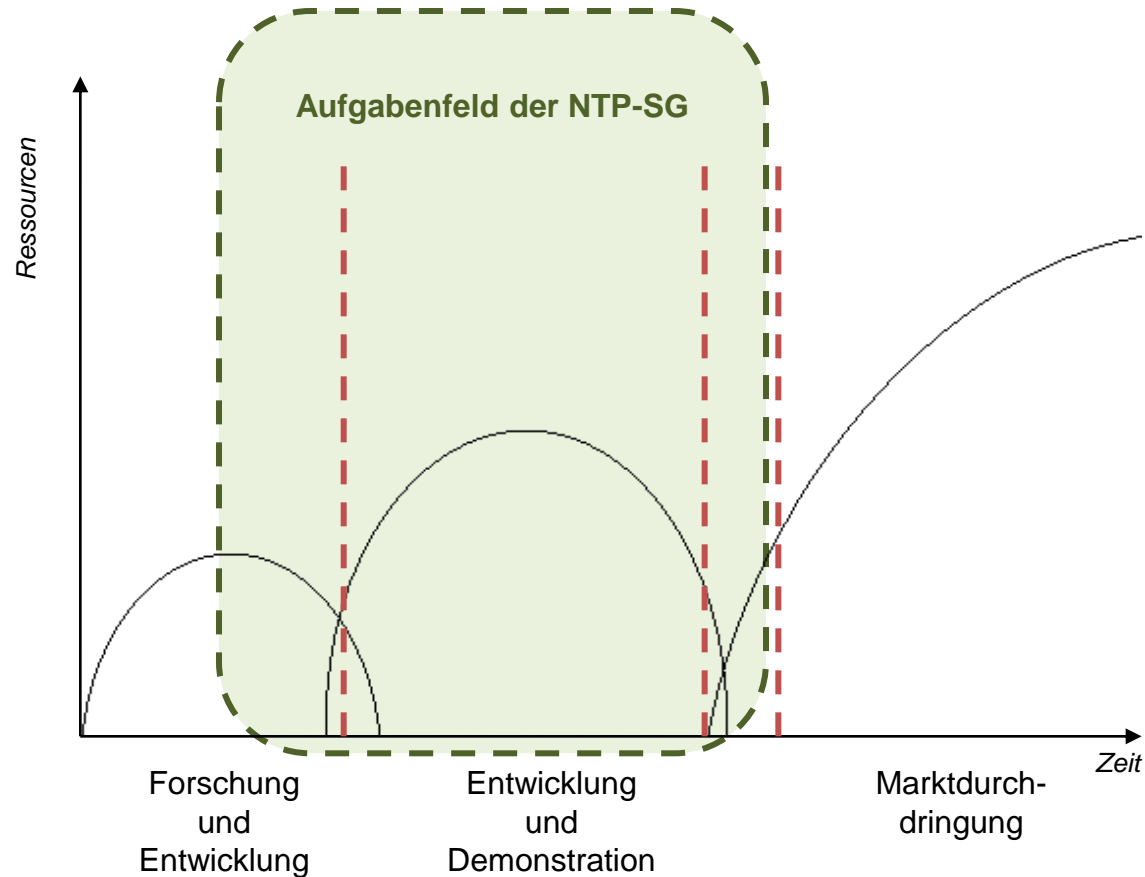 Aufgabenfeld der NTP-SG
Ressourcen
Zeit
Forschung
und
Entwicklung
Entwicklung
und
Demonstration
Marktdurch-
dringung